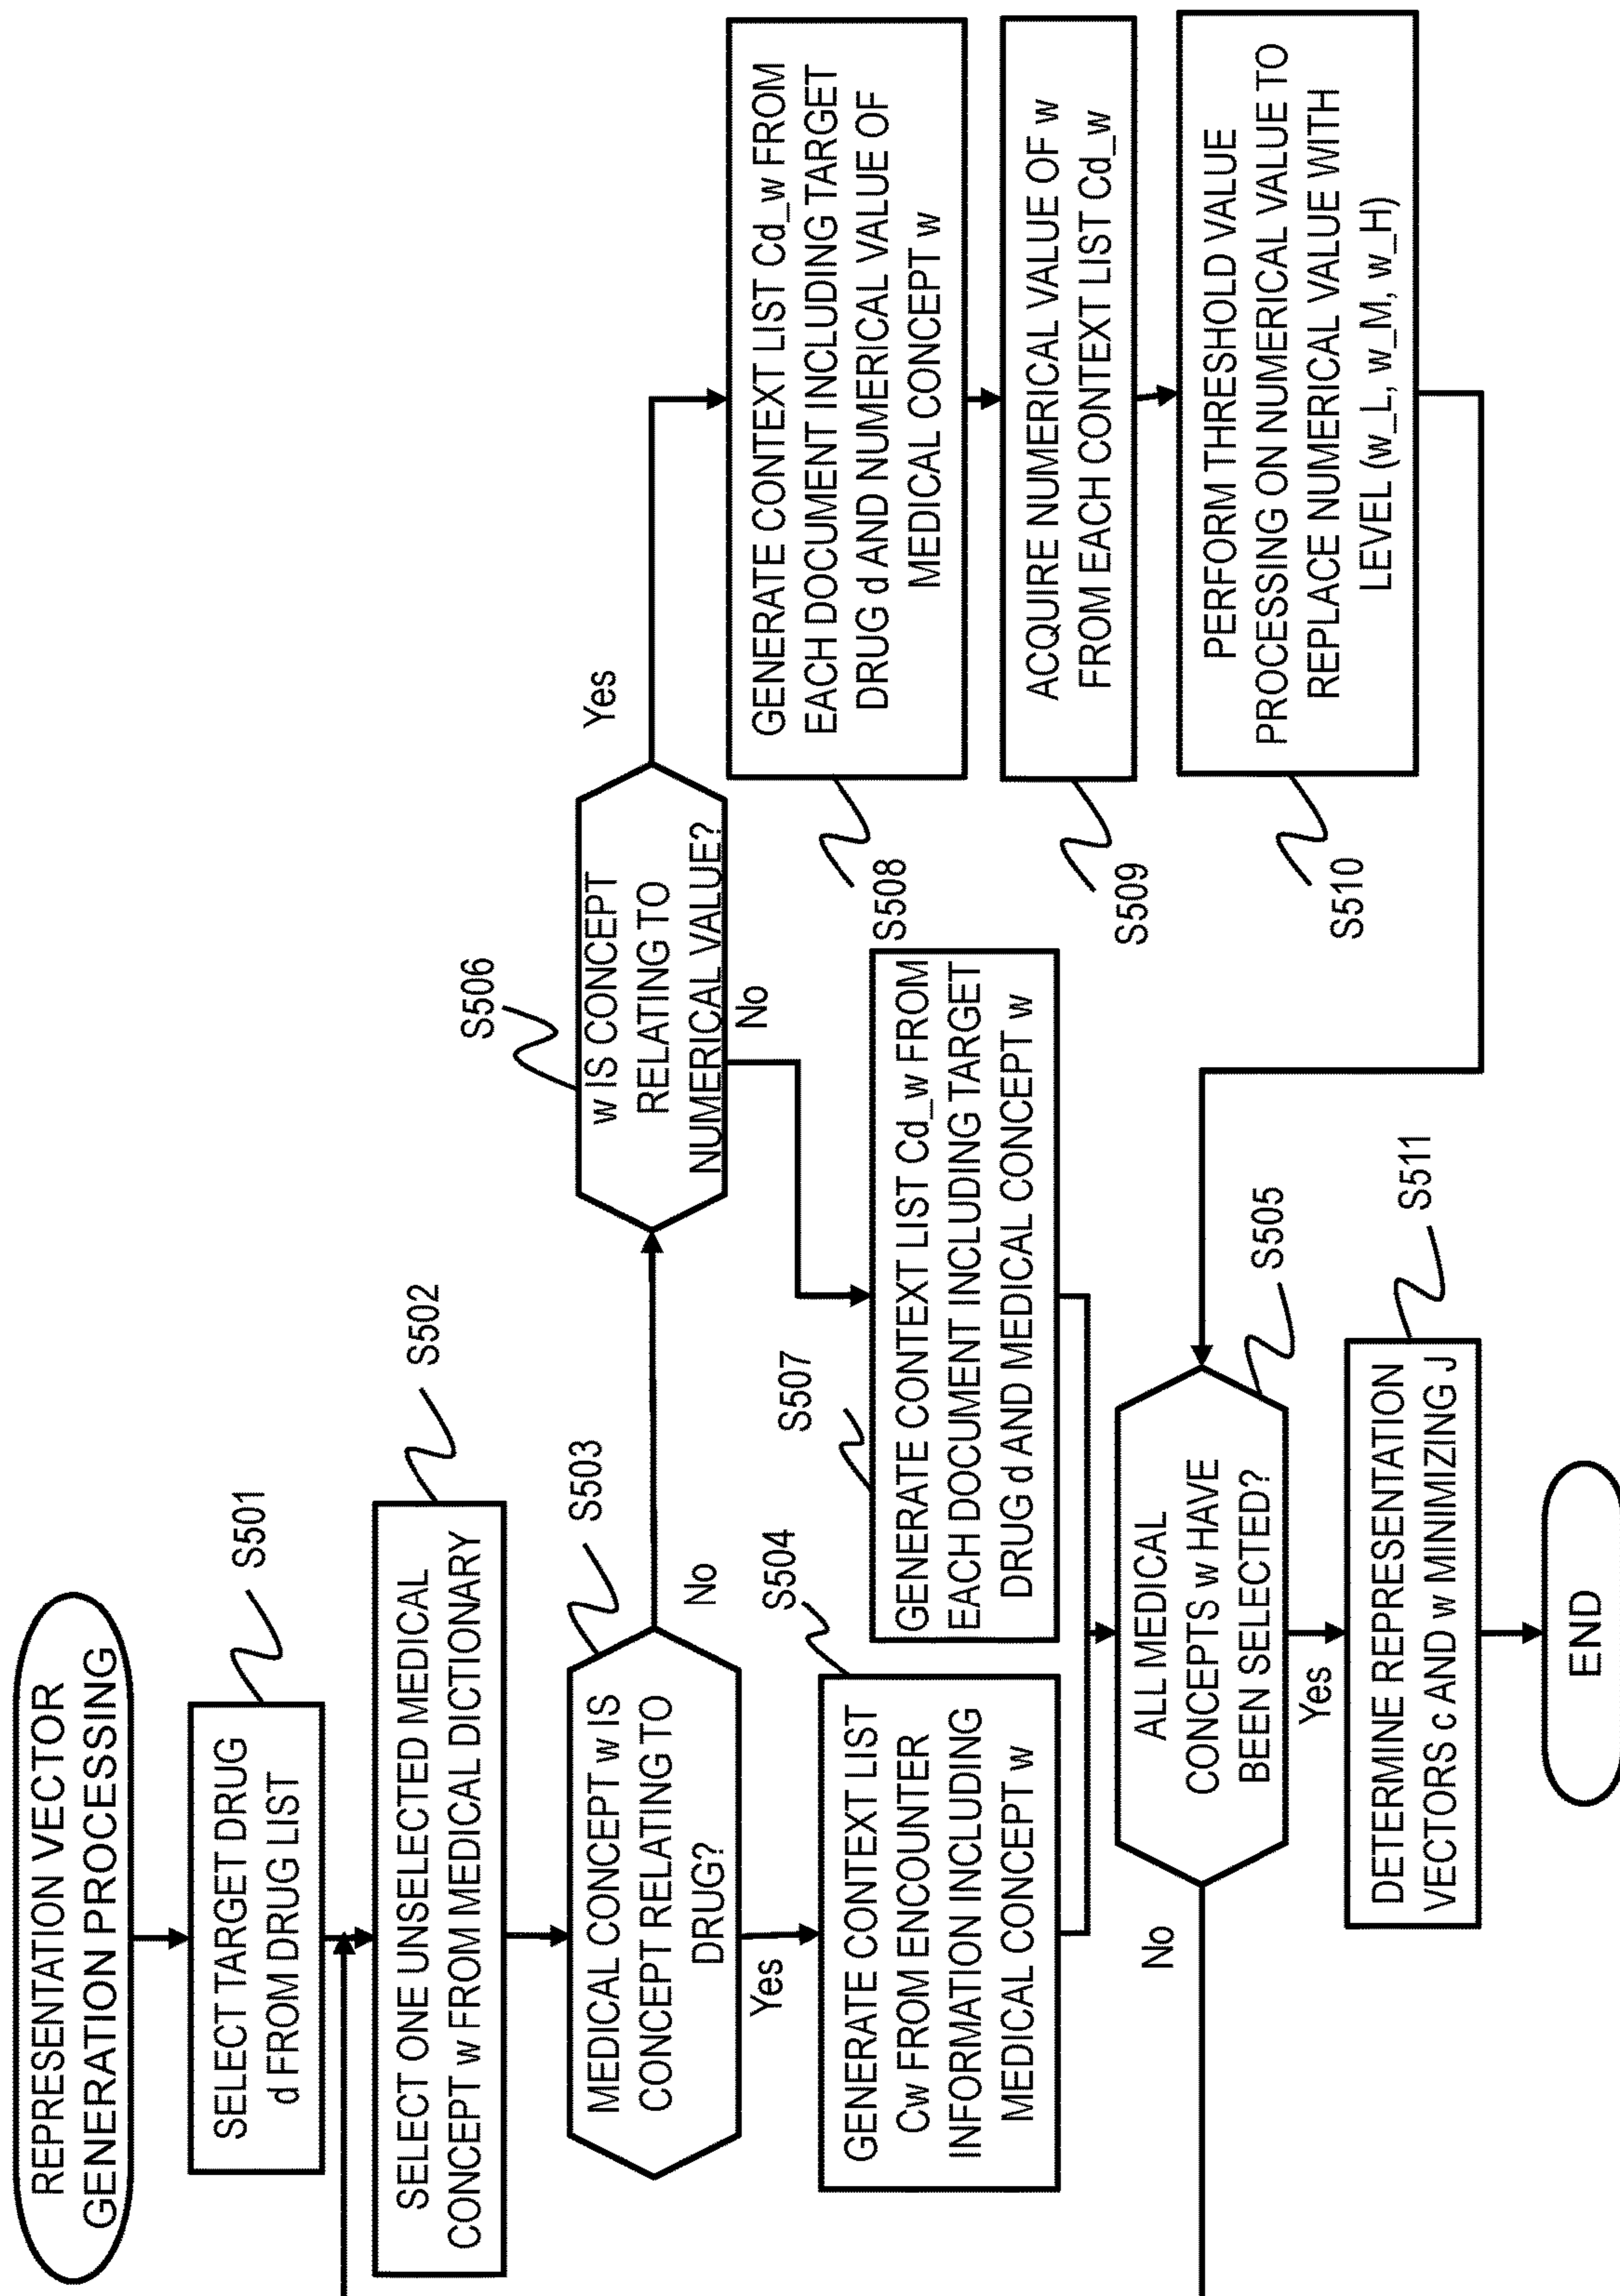 REPRESENTATION VECTOR
GENERATION PROCESSING
S501
SELECT TARGET DRUG
d FROM DRUG LIST
S502
SELECT ONE UNSELECTED MEDICAL
CONCEPT w FROM MEDICAL DICTIONARY
S503
MEDICAL CONCEPT w IS
CONCEPT RELATING TO
DRUG?
No
Yes
S504
GENERATE CONTEXT LIST
Cw FROM ENCOUNTER
INFORMATION INCLUDING
MEDICAL CONCEPT w
S506
w IS CONCEPT
RELATING TO
NUMERICAL VALUE?
Yes
No
S507
GENERATE CONTEXT LIST Cd_w FROM
EACH DOCUMENT INCLUDING TARGET
DRUG d AND MEDICAL CONCEPT w
S508
GENERATE CONTEXT LIST Cd_w FROM
EACH DOCUMENT INCLUDING TARGET
DRUG d AND NUMERICAL VALUE OF
MEDICAL CONCEPT w
S509
ACQUIRE NUMERICAL VALUE OF w
FROM EACH CONTEXT LIST Cd_w
S510
PERFORM THRESHOLD VALUE
PROCESSING ON NUMERICAL VALUE TO
REPLACE NUMERICAL VALUE WITH
LEVEL (w_L, w_M, w_H)
S505
ALL MEDICAL
CONCEPTS w HAVE
BEEN SELECTED?
No
Yes
S511
DETERMINE REPRESENTATION
VECTORS c AND w MINIMIZING J
END